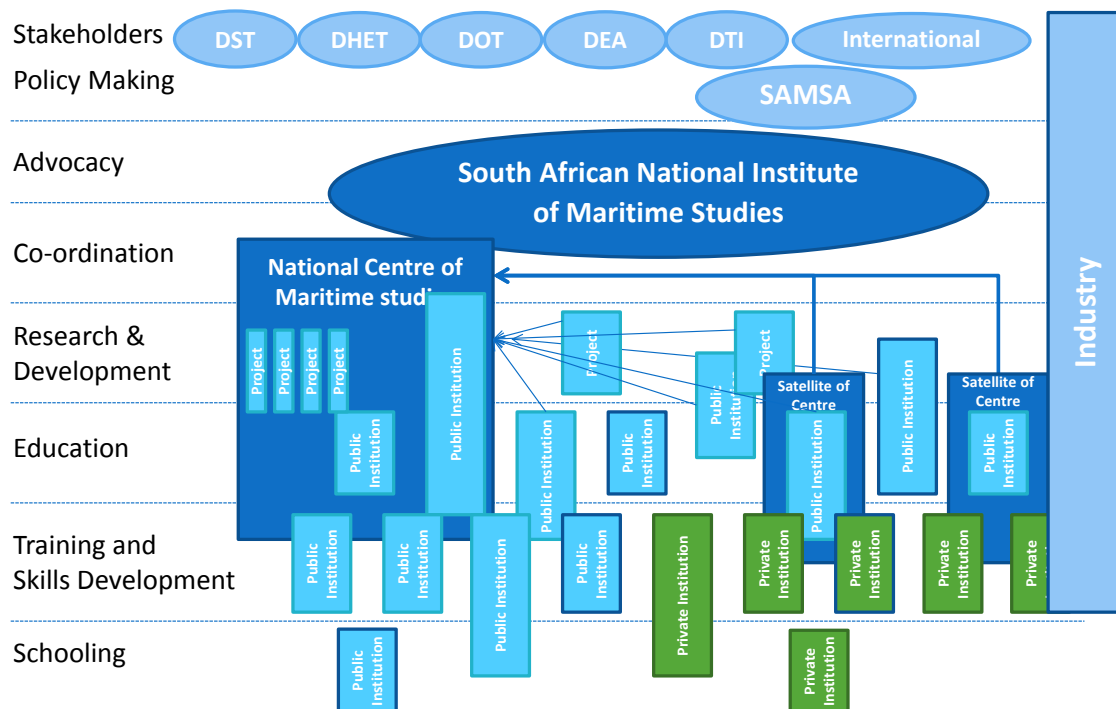 Stakeholders
DST
DHET
DOT
DEA
DTI
International
Policy Making
SAMSA
Advocacy
South African National Institute
of Maritime Studies
Co-ordination
National Centre of
Maritime studi
Industry
Research &
Development
Project
Project
Project
Project
Public Institution
Project
Public
Institution
Project
Satellite of
Centre
Public Institution
Satellite of
Centre
Education
Public
Institution
Public Institution
Public
Institution
Public Institution
Public
Institution
Training and
Skills Development
Public
Institution
Public
Institution
Public Institution
Public
Institution
Private Institution
Private
Institution
Private
Institution
Private
Institution
Private
Schooling
Public
Institution
Private
Institution